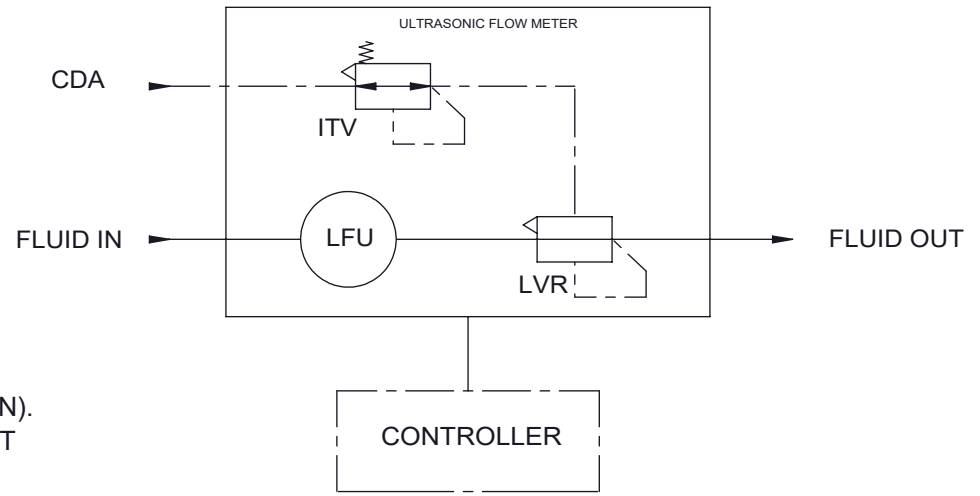 ULTRASONIC FLOW METER
CDA
ITV
FLUID IN
LFU
FLUID OUT
LVR
N).
T
CONTROLLER